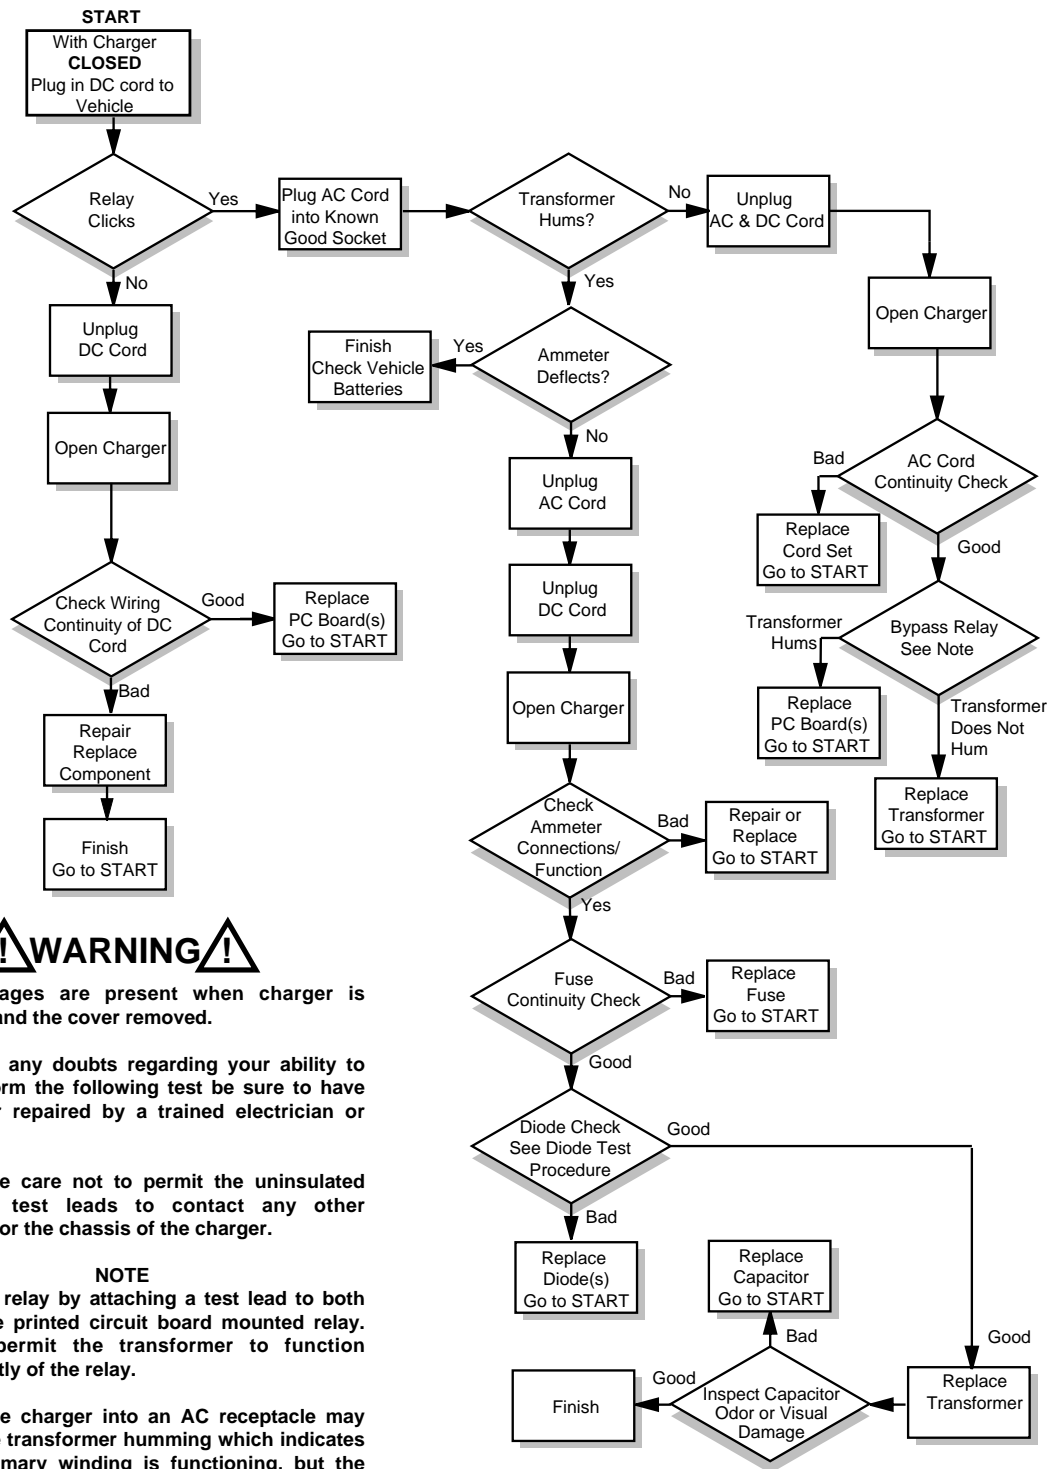 START
With Charger
CLOSED
Plug in DC cord to
Vehicle
Relay
Clicks
Yes
Plug AC Cord
into Known
Good Socket
Transformer
Hums?
No
Unplug
AC & DC Cord
Open Charger
No
Unplug
DC Cord
Open Charger
Check Wiring
Continuity of DC
Cord
Good
Replace
PC Board(s)
Go to START
Bad
Repair
Replace
Component
Finish
Go to START
Yes
Ammeter
Deflects?
Yes
Finish
Check Vehicle
Batteries
No
Unplug
AC Cord
Unplug
DC Cord
Open Charger
Check
Ammeter
Connections/
Function
Bad
Repair or
Replace
Go to START
Yes
Fuse
Continuity Check
Bad
Replace
Fuse
Go to START
Good
Diode Check
See Diode Test
Procedure
Good
Bad
Replace
Diode(s)
Go to START
AC Cord
Continuity Check
Bad
Replace
Cord Set
Go to START
Good
Bypass Relay
See Note
Transformer
Hums
Replace
PC Board(s)
Go to START
Transformer
Does Not
Hum
Replace
Transformer
Go to START
Good
Replace
Transformer
Inspect Capacitor
Odor or Visual
Damage
Bad
Replace
Capacitor
Go to START
Good
Finish
! WARNING !
ages are present when charger is
and the cover removed.
any doubts regarding your ability to
orm the following test be sure to have
r repaired by a trained electrician or
e care not to permit the uninsulated
test leads to contact any other
or the chassis of the charger.
NOTE
relay by attaching a test lead to both
e printed circuit board mounted relay.
permit the transformer to function
tly of the relay.
e charger into an AC receptacle may
e transformer humming which indicates
mary winding is functioning, but the